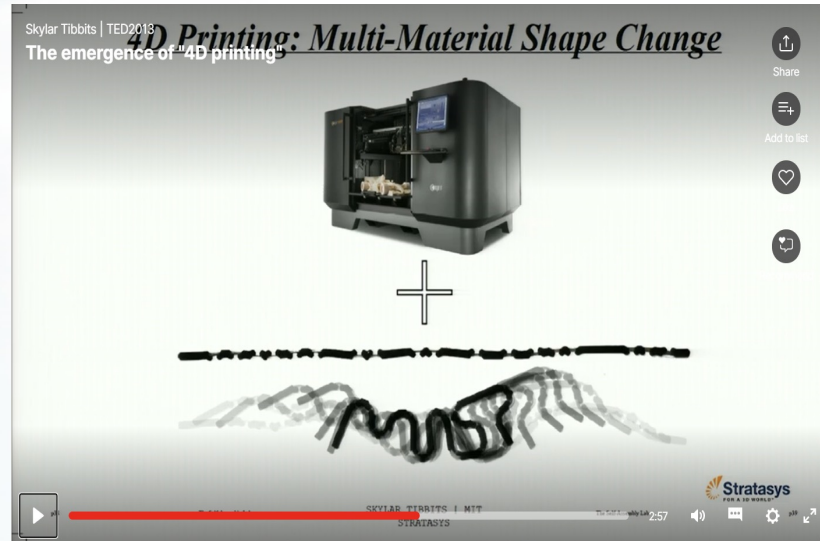 Skylar Tibbits | TED2013
4D Printing: Multi-Material Shape Change
The emergence of "4D printing"
Share
Add to list
Stratasys
FOR A 3D WORLD
2:57
SKYLAR TIBBITS | MIT
STRATASYS